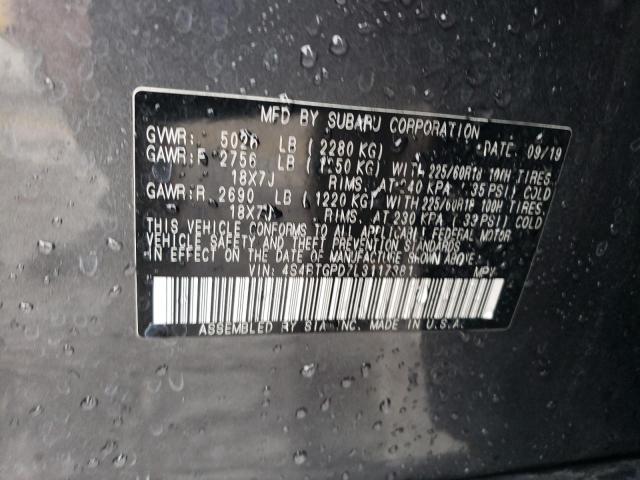 MFD BY SUBARU CORPORATION
GVWR: 5026 LB ( 2280 KG) DATE: 09/19
GAWR:F 2756 LB ( 1250 KG) WITH 225/60R18 100H TIRES.
18X7J RIMS. AT 240 KPA ( 35 PSI) COLD
GAWR:R 2690 LB ( 1220 KG) WITH 225/60R18 100H TIRES.
18X7J RIMS. AT 230 KPA ( 33 PSI) COLD
THIS VEHICLE CONFORMS TO ALL APPLICABLE FEDERAL MOTOR
VEHICLE SAFETY AND THEFT PREVENTION STANDARDS
IN EFFECT ON THE DATE OF MANUFACTURE SHOWN ABOVE.
VIN: 4S4BTGPD7L3117381 MPV
ASSEMBLED BY SIA INC. MADE IN U.S.A.